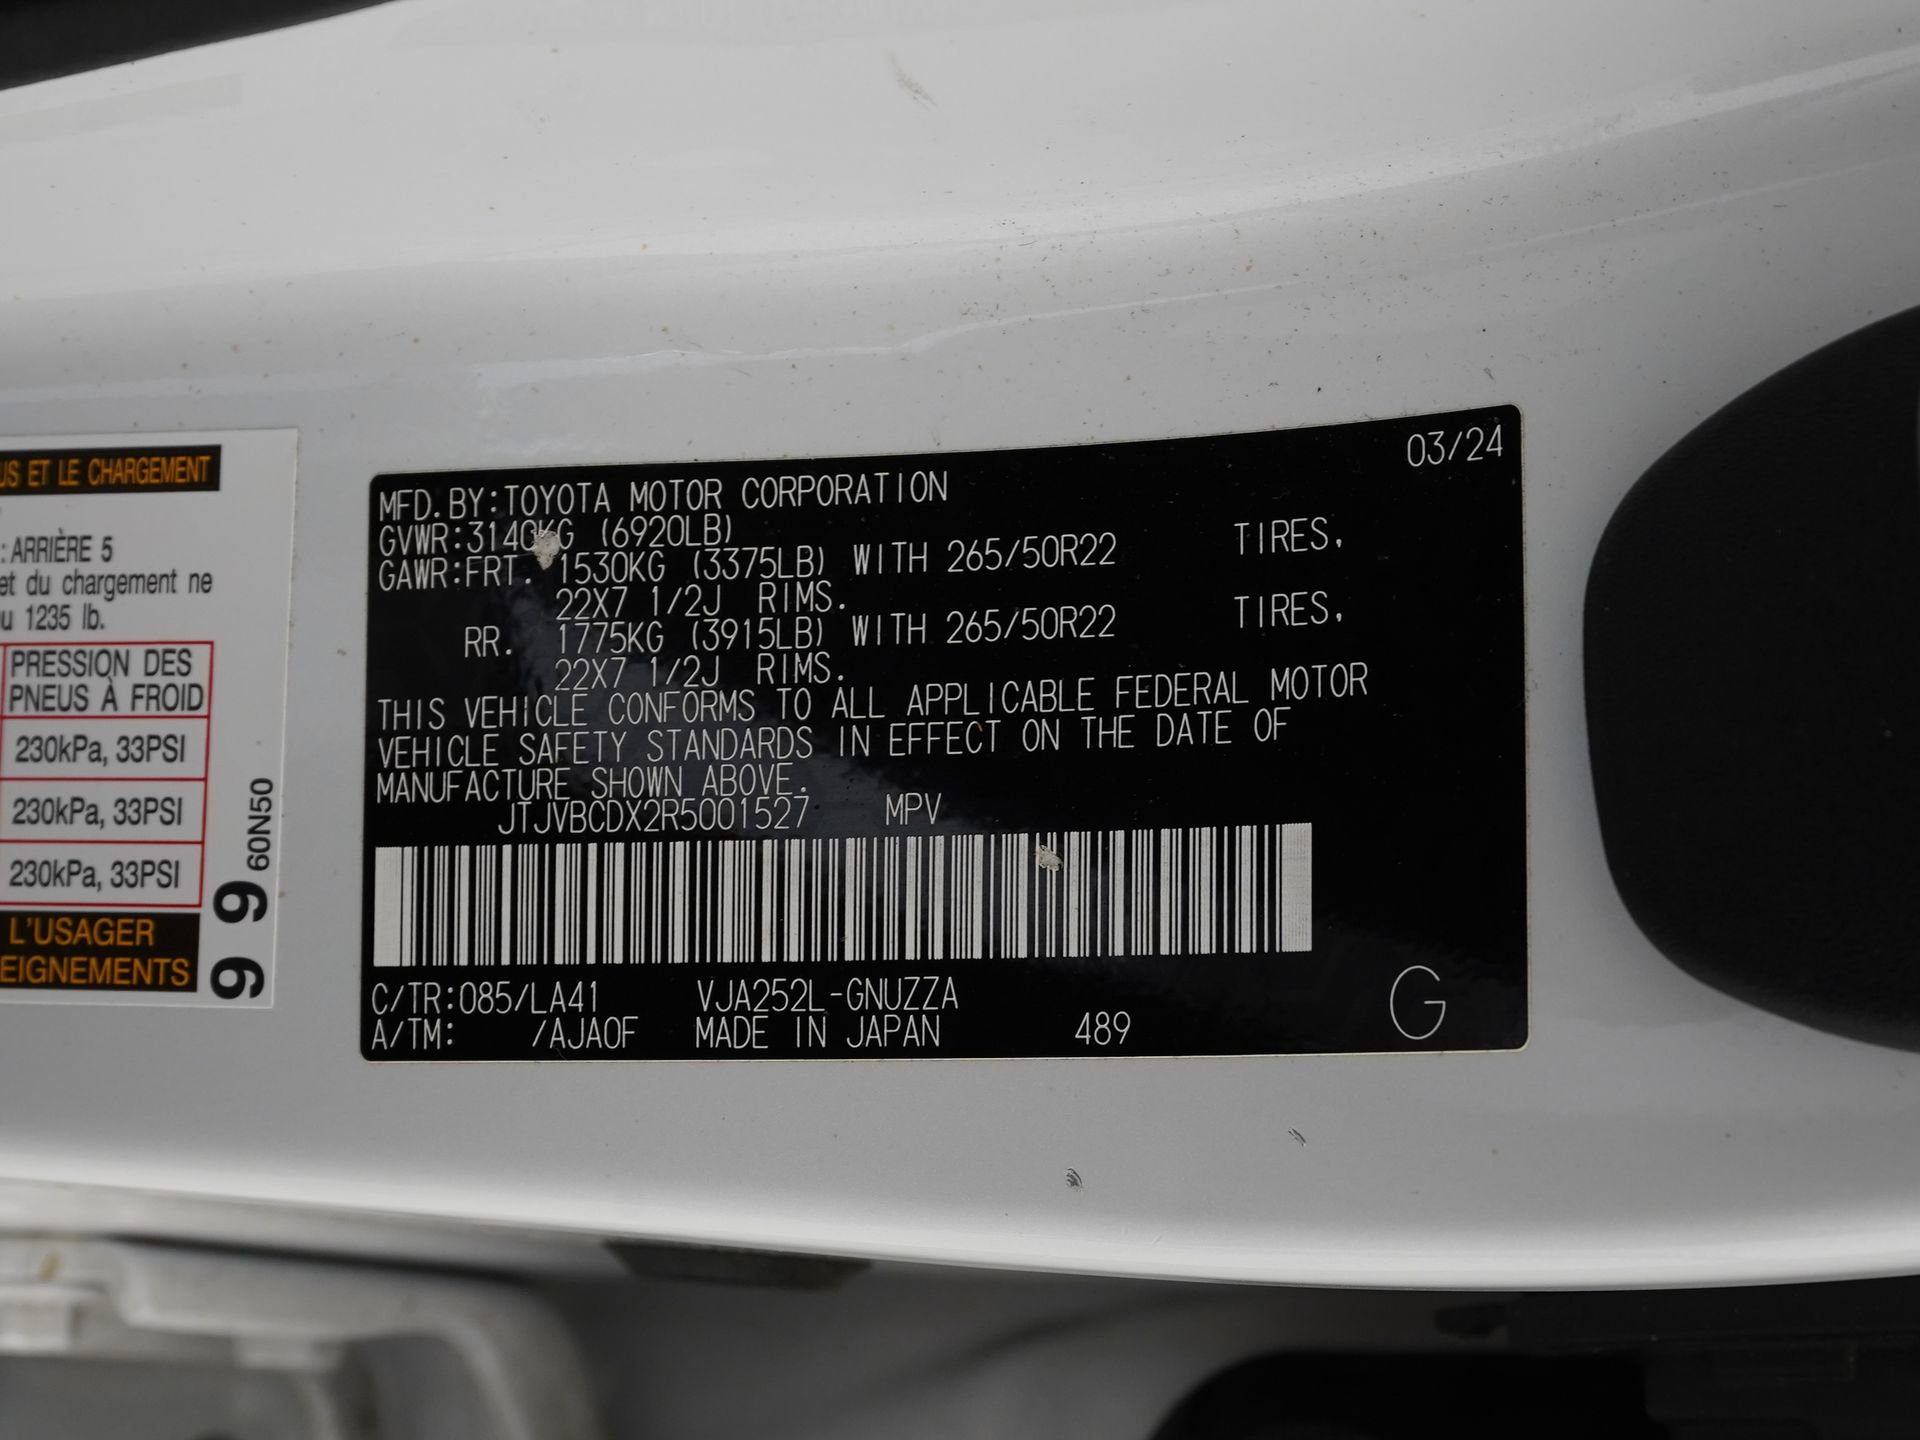 US ET LE CHARGEMENT
: ARRIÈRE 5
et du chargement ne
u 1235 lb.
PRESSION DES
PNEUS À FROID
230kPa, 33PSI
230kPa, 33PSI
230kPa, 33PSI
L'USAGER
EIGNEMENTS
9 9 60N50
03/24
MFD.BY:TOYOTA MOTOR CORPORATION
GVWR:3140KG (6920LB)
GAWR:FRT. 1530KG (3375LB) WITH 265/50R22 TIRES,
22X7 1/2J RIMS.
RR. 1775KG (3915LB) WITH 265/50R22 TIRES,
22X7 1/2J RIMS.
THIS VEHICLE CONFORMS TO ALL APPLICABLE FEDERAL MOTOR
VEHICLE SAFETY STANDARDS IN EFFECT ON THE DATE OF
MANUFACTURE SHOWN ABOVE.
JTJVBCDX2R5001527 MPV
C/TR:085/LA41 VJA252L-GNUZZA
A/TM: /AJA0F MADE IN JAPAN 489 G